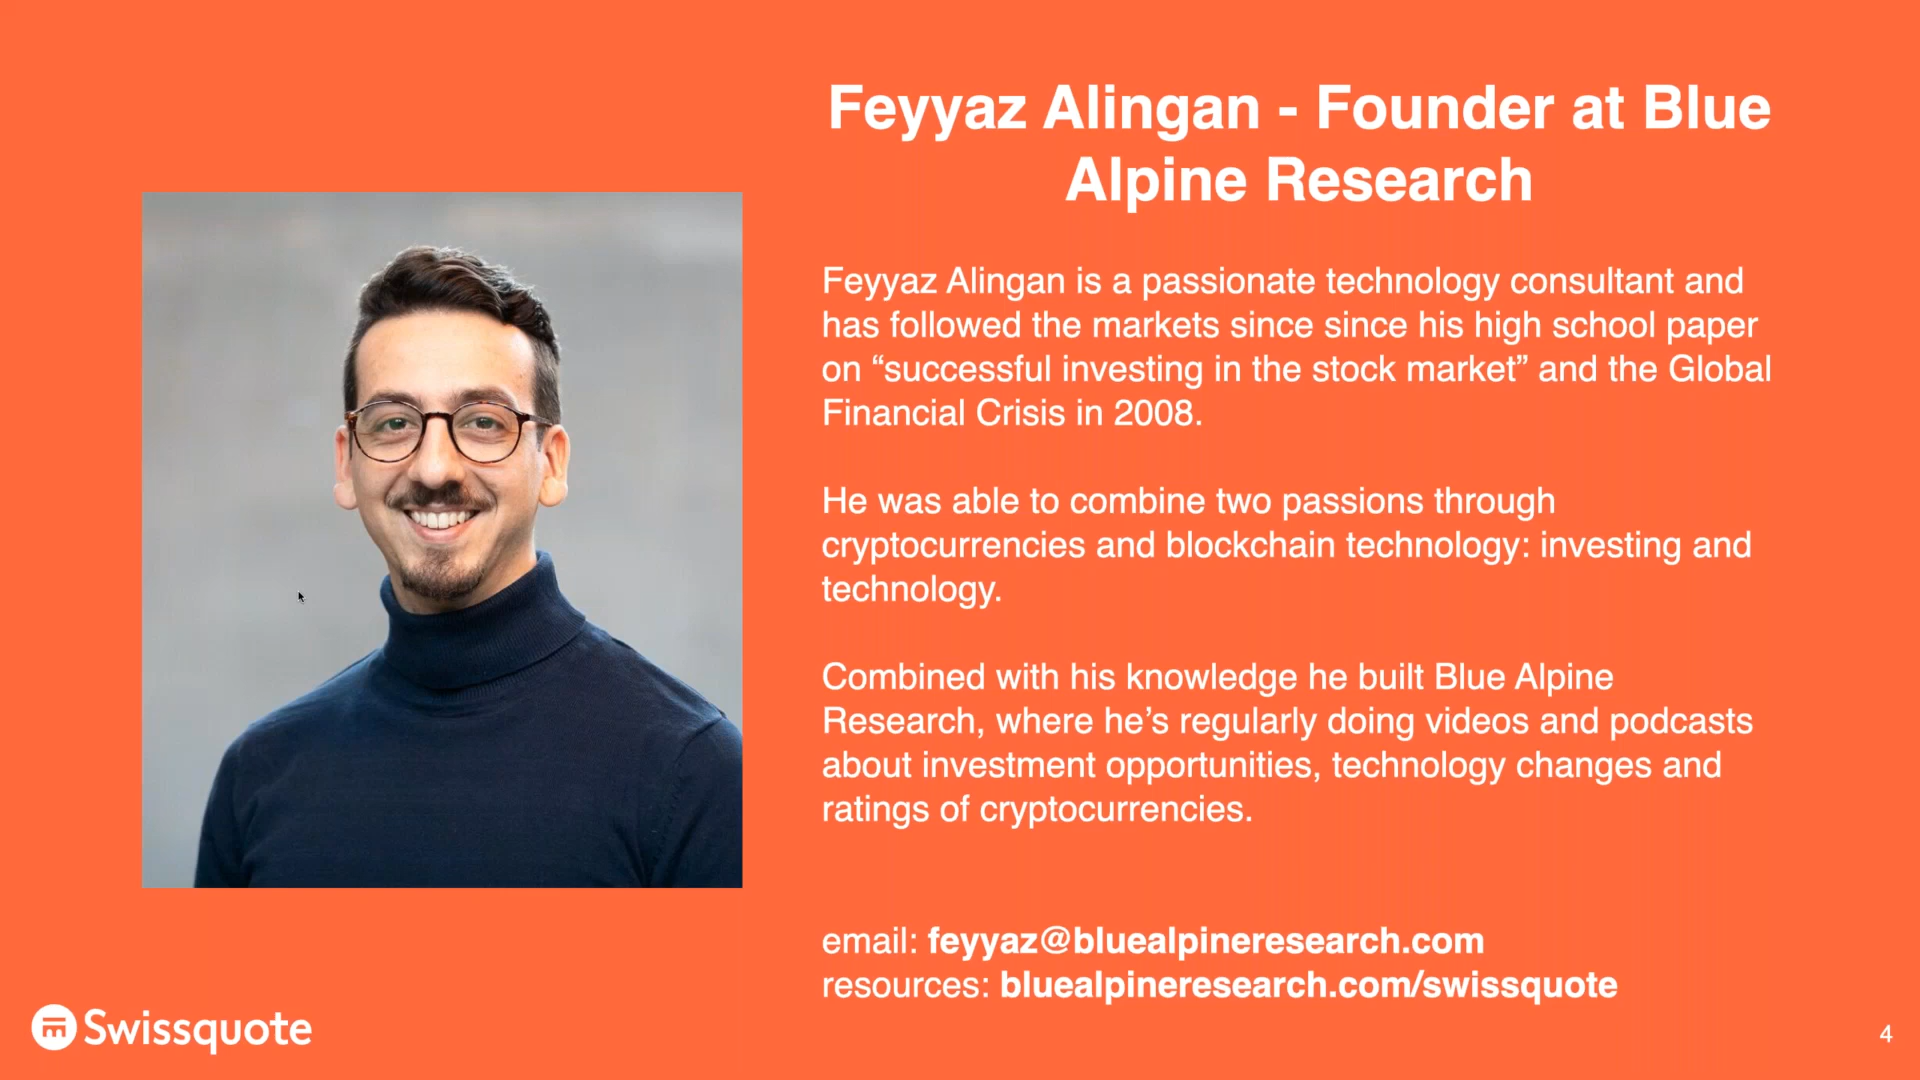 Feyyaz Alingan - Founder at Blue
Alpine Research
Feyyaz Alingan is a passionate technology consultant and
has followed the markets since since his high school paper
on “successful investing in the stock market” and the Global
Financial Crisis in 2008.
He was able to combine two passions through
cryptocurrencies and blockchain technology: investing and
technology.
Combined with his knowledge he built Blue Alpine
Research, where he’s regularly doing videos and podcasts
about investment opportunities, technology changes and
ratings of cryptocurrencies.
email: feyyaz@bluealpineresearch.com
resources: bluealpineresearch.com/swissquote
Swissquote
4